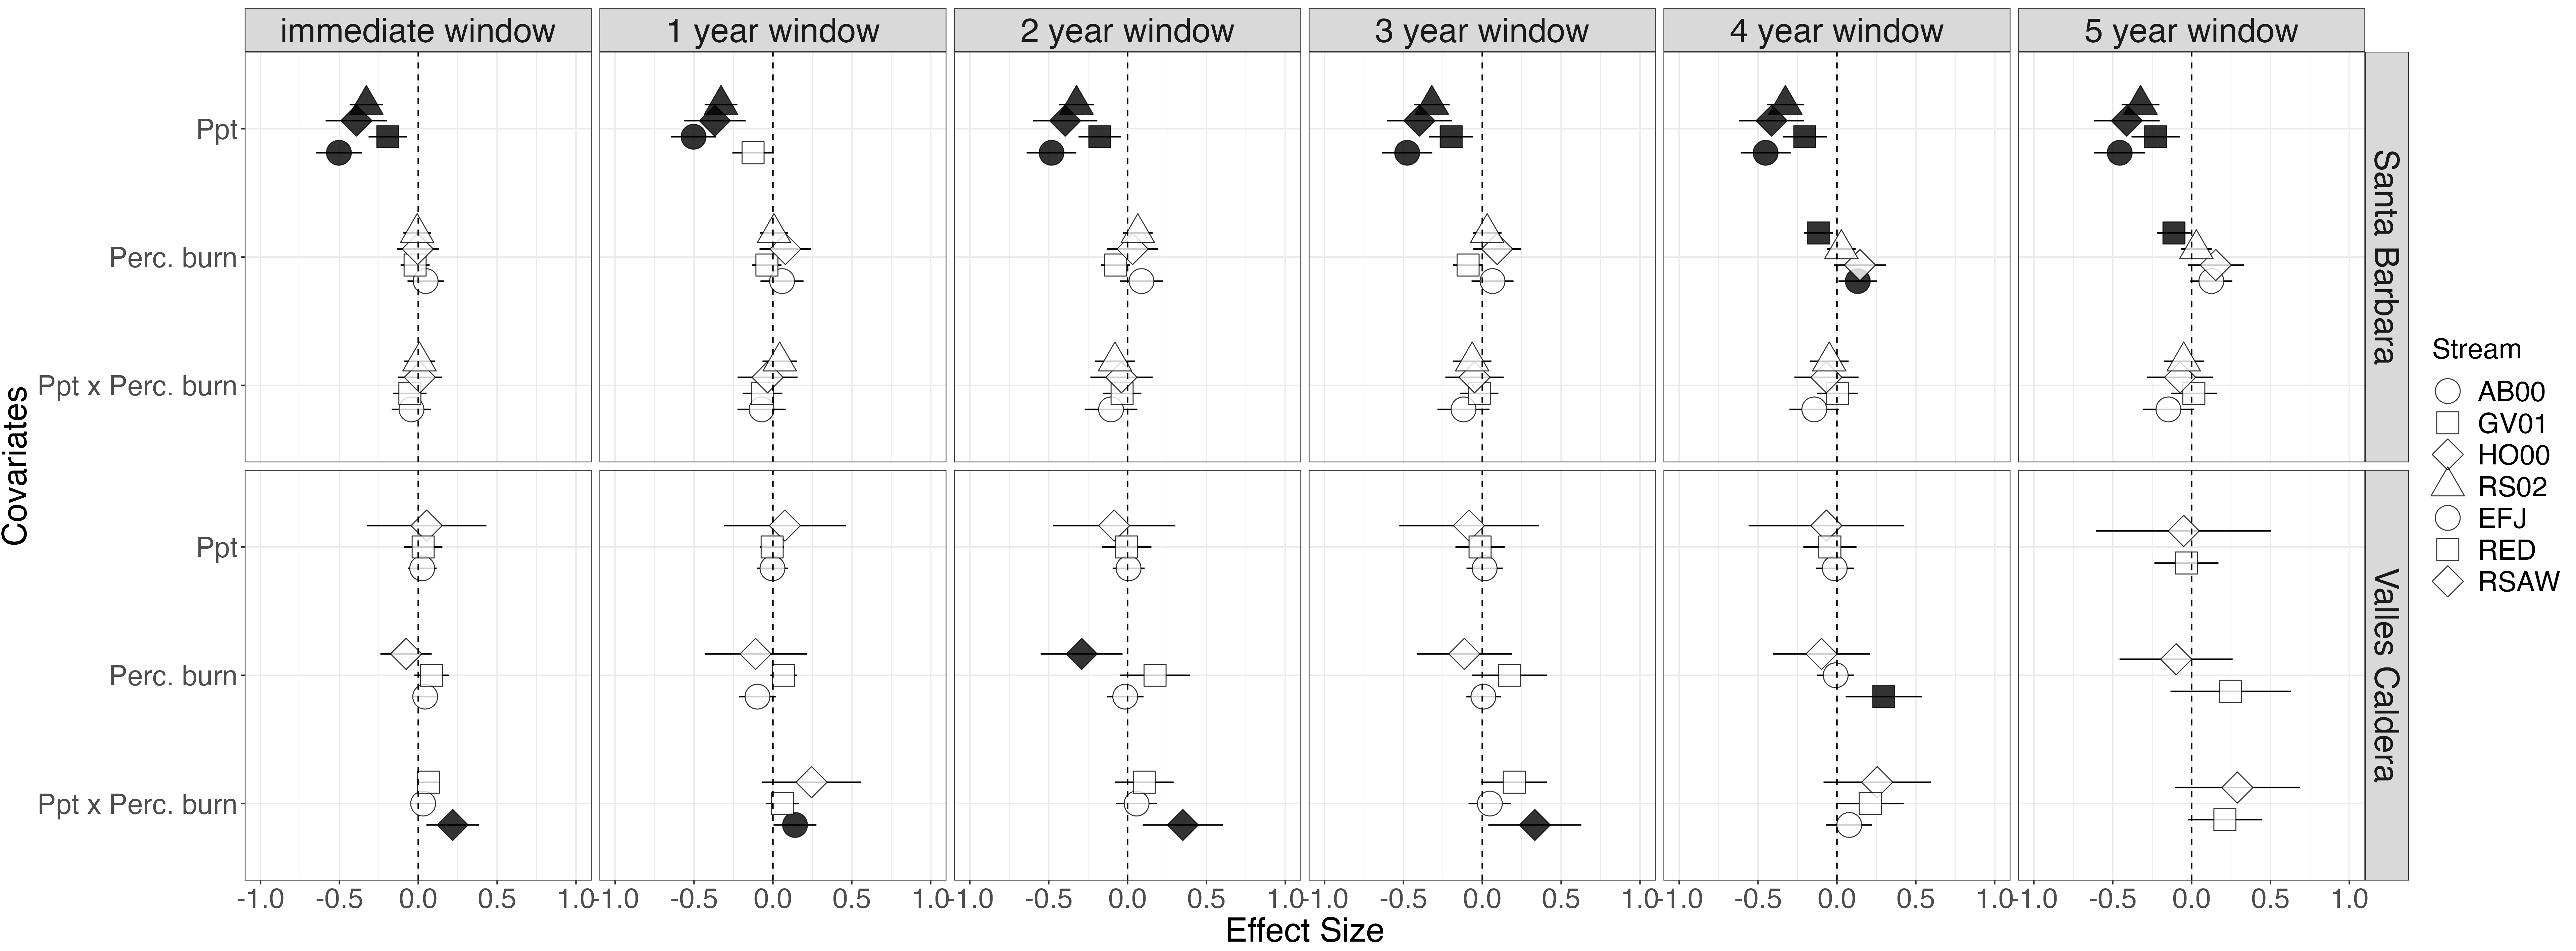 immediate window
1 year window
2 year window
3 year window
4 year window
5 year window
Covariates
Ppt
Perc. burn
Ppt x Perc. burn
Santa Barbara
Ppt
Perc. burn
Ppt x Perc. burn
Valles Caldera
-1.0 -0.5 0.0 0.5 1.0
-1.0 -0.5 0.0 0.5 1.0
-1.0 -0.5 0.0 0.5 1.0
-1.0 -0.5 0.0 0.5 1.0
-1.0 -0.5 0.0 0.5 1.0
-1.0 -0.5 0.0 0.5 1.0
Effect Size
Stream
AB00
GV01
HO00
RS02
EFJ
RED
RSAW